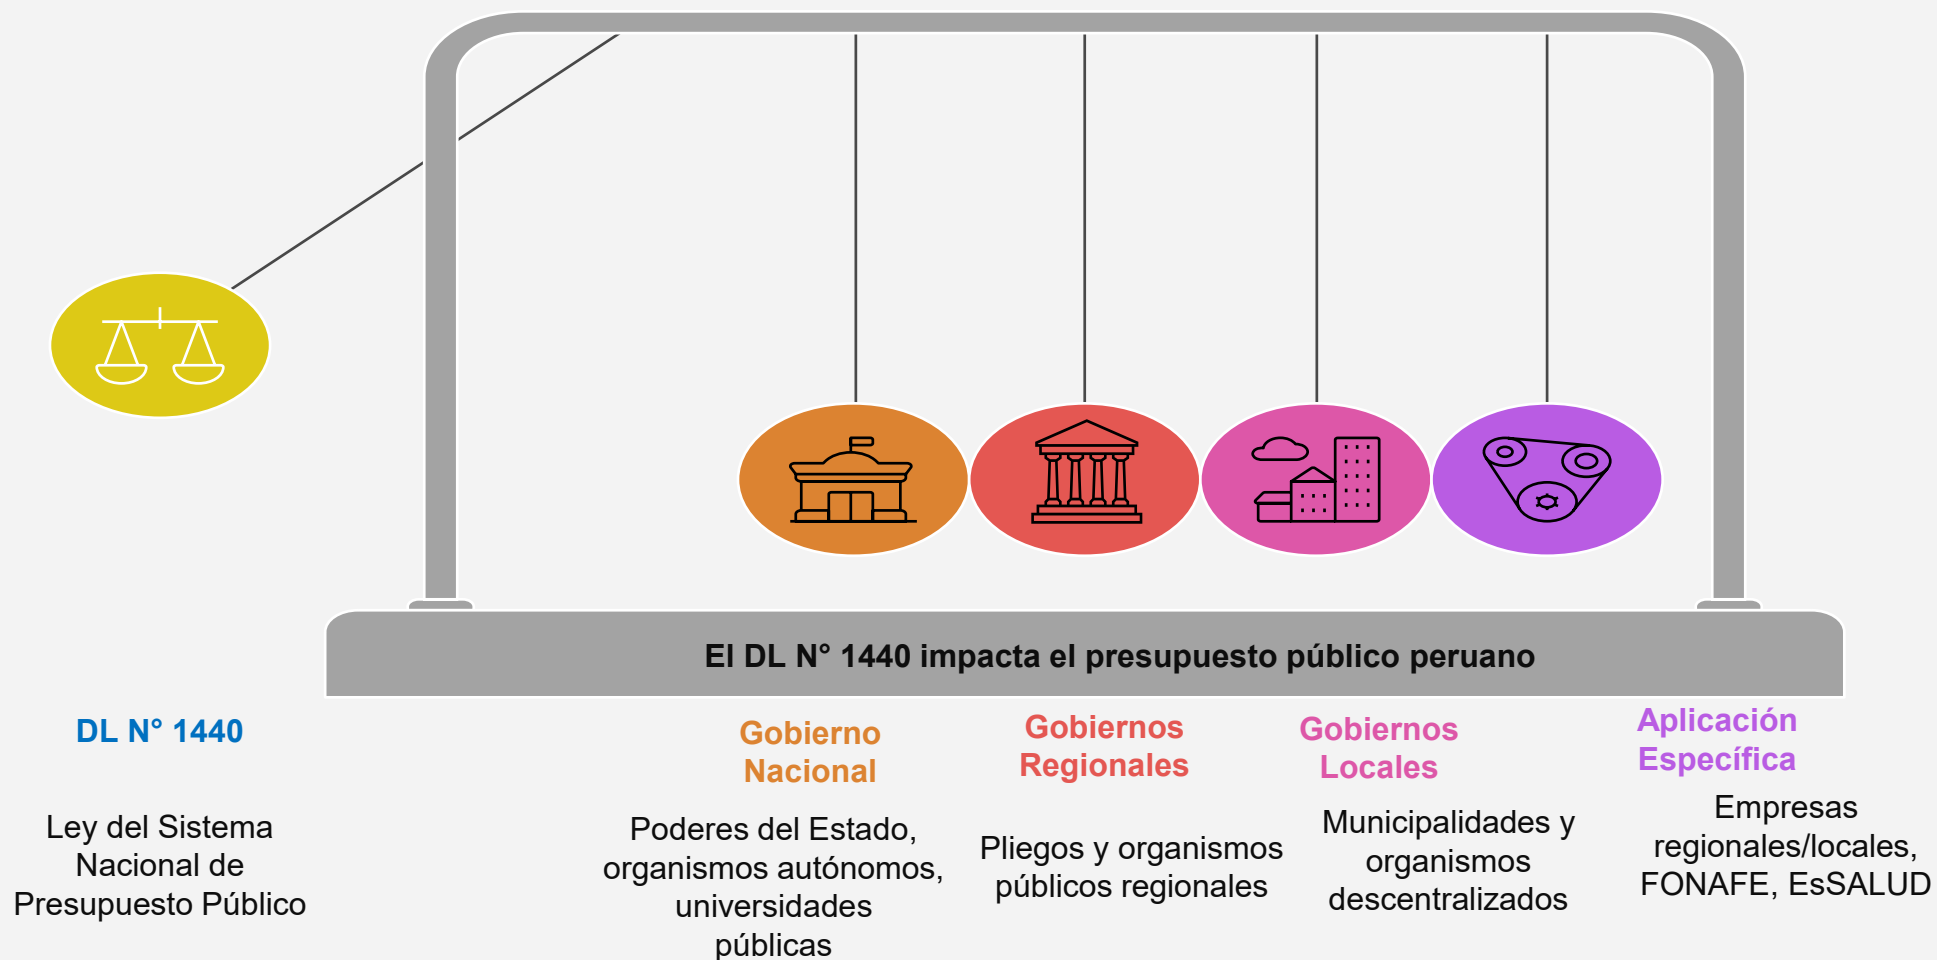 El DL N° 1440 impacta el presupuesto público peruano
DL N° 1440
Ley del Sistema
Nacional de
Presupuesto Público
Gobierno
Nacional
Poderes del Estado,
organismos autónomos,
universidades
públicas
Gobiernos
Regionales
Pliegos y organismos
públicos regionales
Gobiernos
Locales
Municipalidades y
organismos
descentralizados
Aplicación
Específica
Empresas
regionales/locales,
FONAFE, EsSALUD